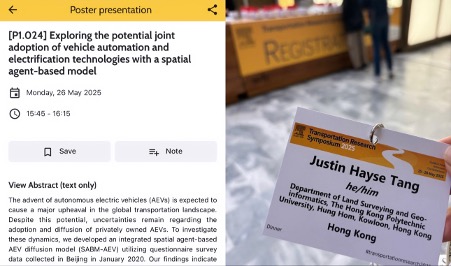 Poster presentation
[P1.024] Exploring the potential joint
adoption of vehicle automation and
electrification technologies with a spatial
agent-based model
Monday, 26 May 2025
15:45 - 16:15
Save
Note
View Abstract (text only)
The advent of autonomous electric vehicles (AEVs) is expected to
cause a major upheaval in the global transportation landscape.
Despite this potential, uncertainties remain regarding the
adoption and diffusion of privately owned AEVs. To investigate
these dynamics, we developed an integrated spatial agent-based
AEV diffusion model (SABM-AEV) utilizing questionnaire survey
data collected in Beijing in January 2020. Our findings indicate
Transportation Research
Symposium 2025
Justin Hayse Tang
he/him
Department of Land Surveying and Geo-
informatics, The Hong Kong Polytechnic
University, Hung Hom, Kowloon, Hong Kong
Dinner
Hong Kong